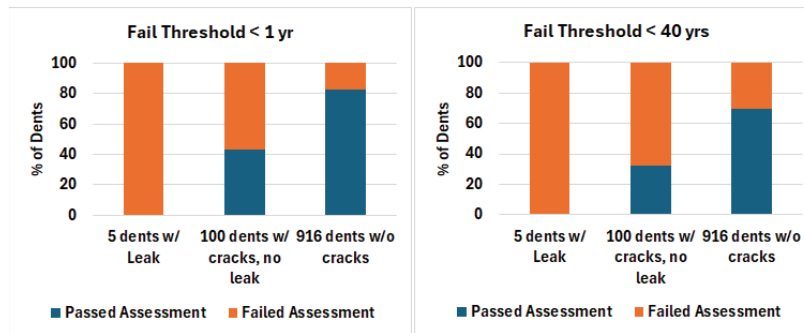 Fail Threshold < 1 yr
% of Dents
100
80
60
40
20
0
5 dents w/
Leak
100 dents w/
cracks, no
leak
916 dents w/o
cracks
Passed Assessment
Failed Assessment
Fail Threshold < 40 yrs
% of Dents
100
80
60
40
20
0
5 dents w/
Leak
100 dents w/
cracks, no
leak
916 dents w/o
cracks
Passed Assessment
Failed Assessment